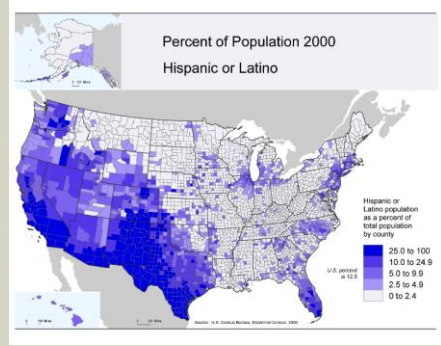 Percent of Population 2000
Hispanic or Latino
Hispanic or
Latino population
as a percent of
total population
by county
25.0 to 100
10.0 to 24.9
5.0 to 9.9
2.5 to 4.9
0 to 2.4
U.S. percent
is 12.5
Source: U.S. Census Bureau, Decennial Census, 2000